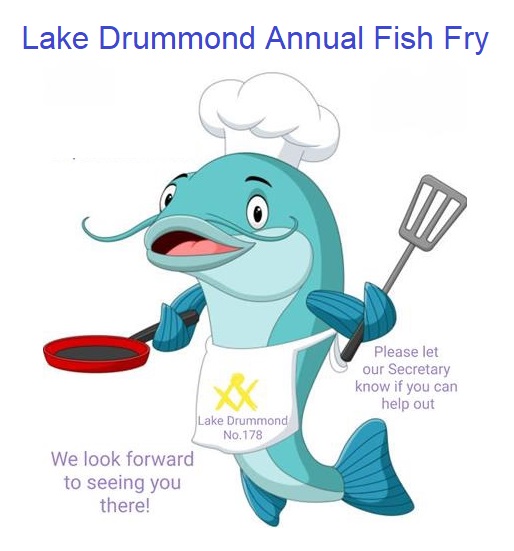 Lake Drummond Annual Fish Fry
Please let
our Secretary
know if you can
help out
Lake Drummond
No.178
We look forward
to seeing you
there!